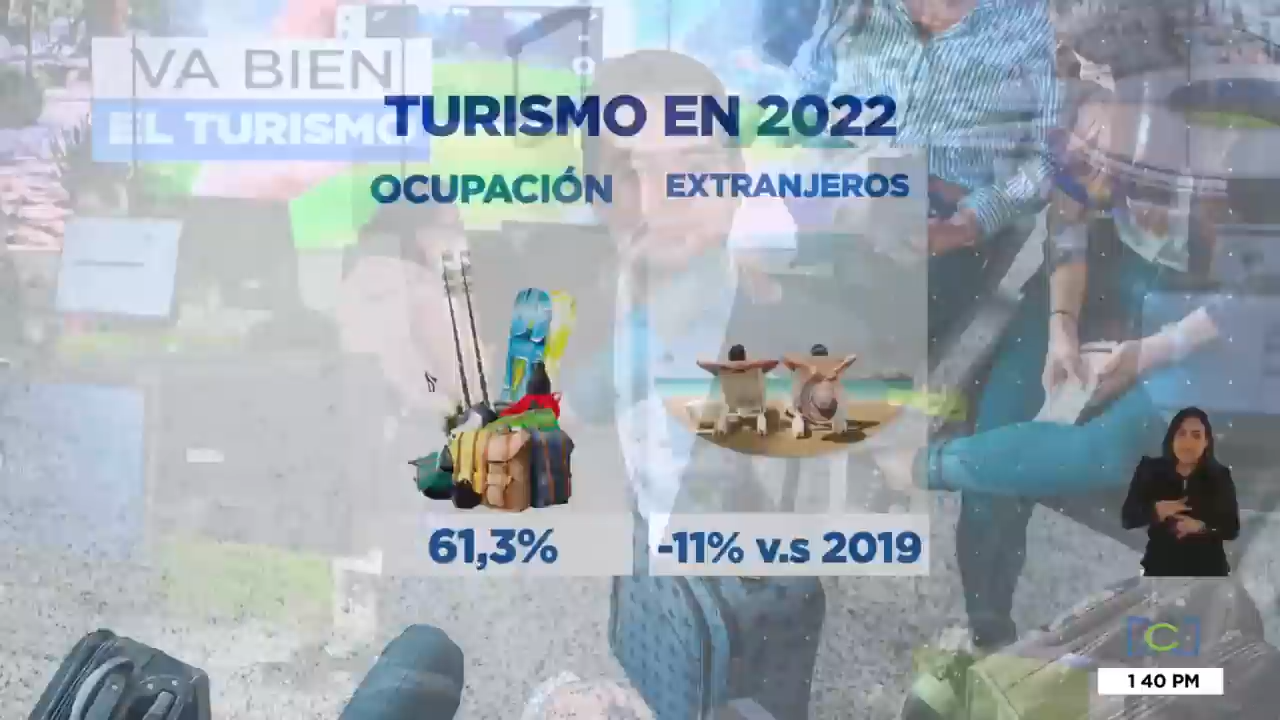 VA BIEN
EL TURISMO
TURISMO EN 2022
OCUPACIÓN
EXTRANJEROS
61,3%
-11% v.s 2019
C
1 40 PM